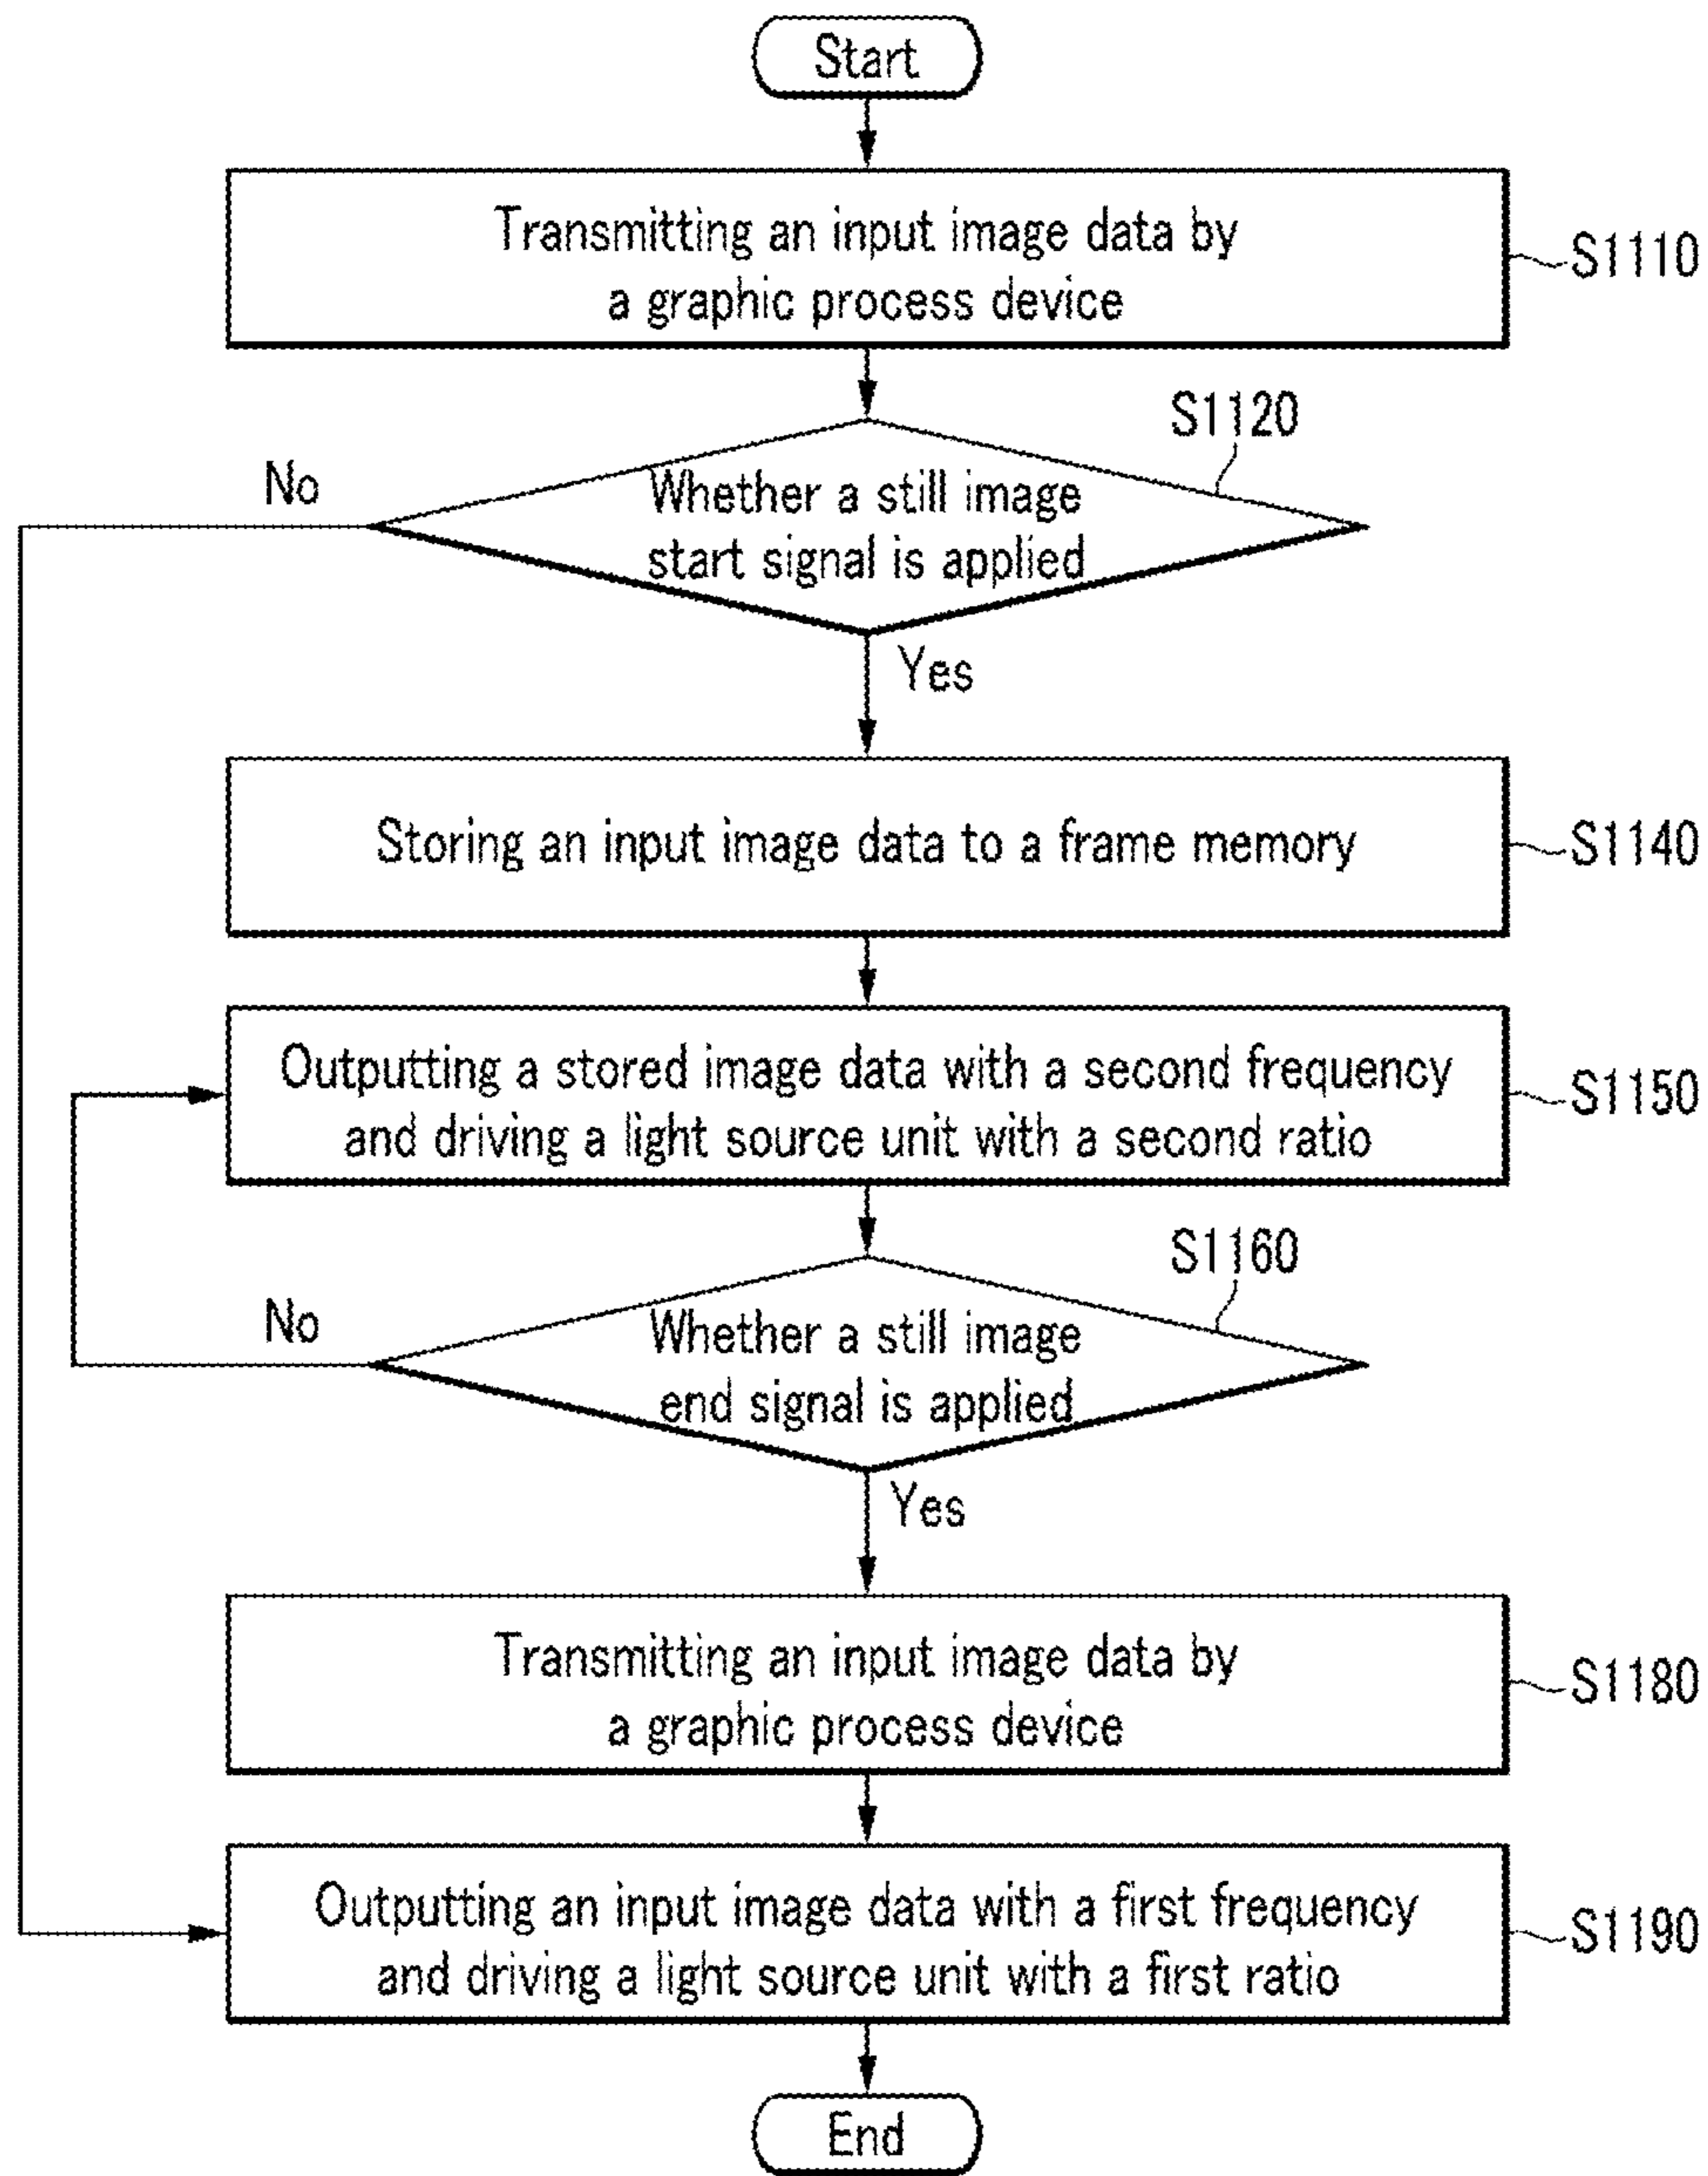 Start
Transmitting an input image data by
a graphic process device
S1110
S1120
No
Whether a still image
start signal is applied
Yes
Storing an input image data to a frame memory
S1140
Outputting a stored image data with a second frequency
and driving a light source unit with a second ratio
S1150
S1160
No
Whether a still image
end signal is applied
Yes
Transmitting an input image data by
a graphic process device
S1180
Outputting an input image data with a first frequency
and driving a light source unit with a first ratio
S1190
End